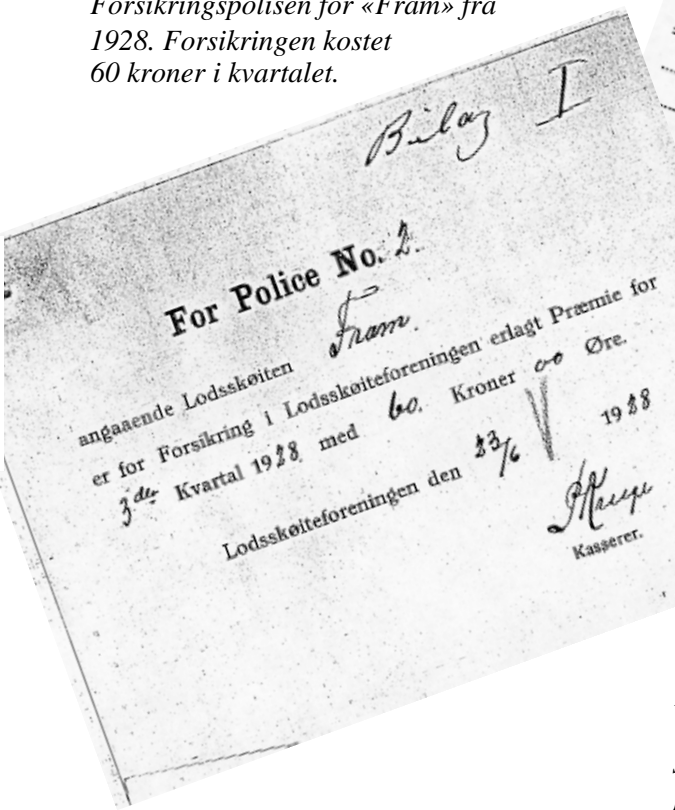 Forsikringspolisen for «Fram» fra
1928. Forsikringen kostet
60 kroner i kvartalet.
Bilag I
For Police No. 2.
angaaende Lodsskøiten Fram.
er for Forsikring i Lodsskøiteforeningen erlagt Præmie for
3der Kvartal 1928 med 60. Kroner 00 Øre.
Lodsskøiteforeningen den 23/6 1928
Kasserer.